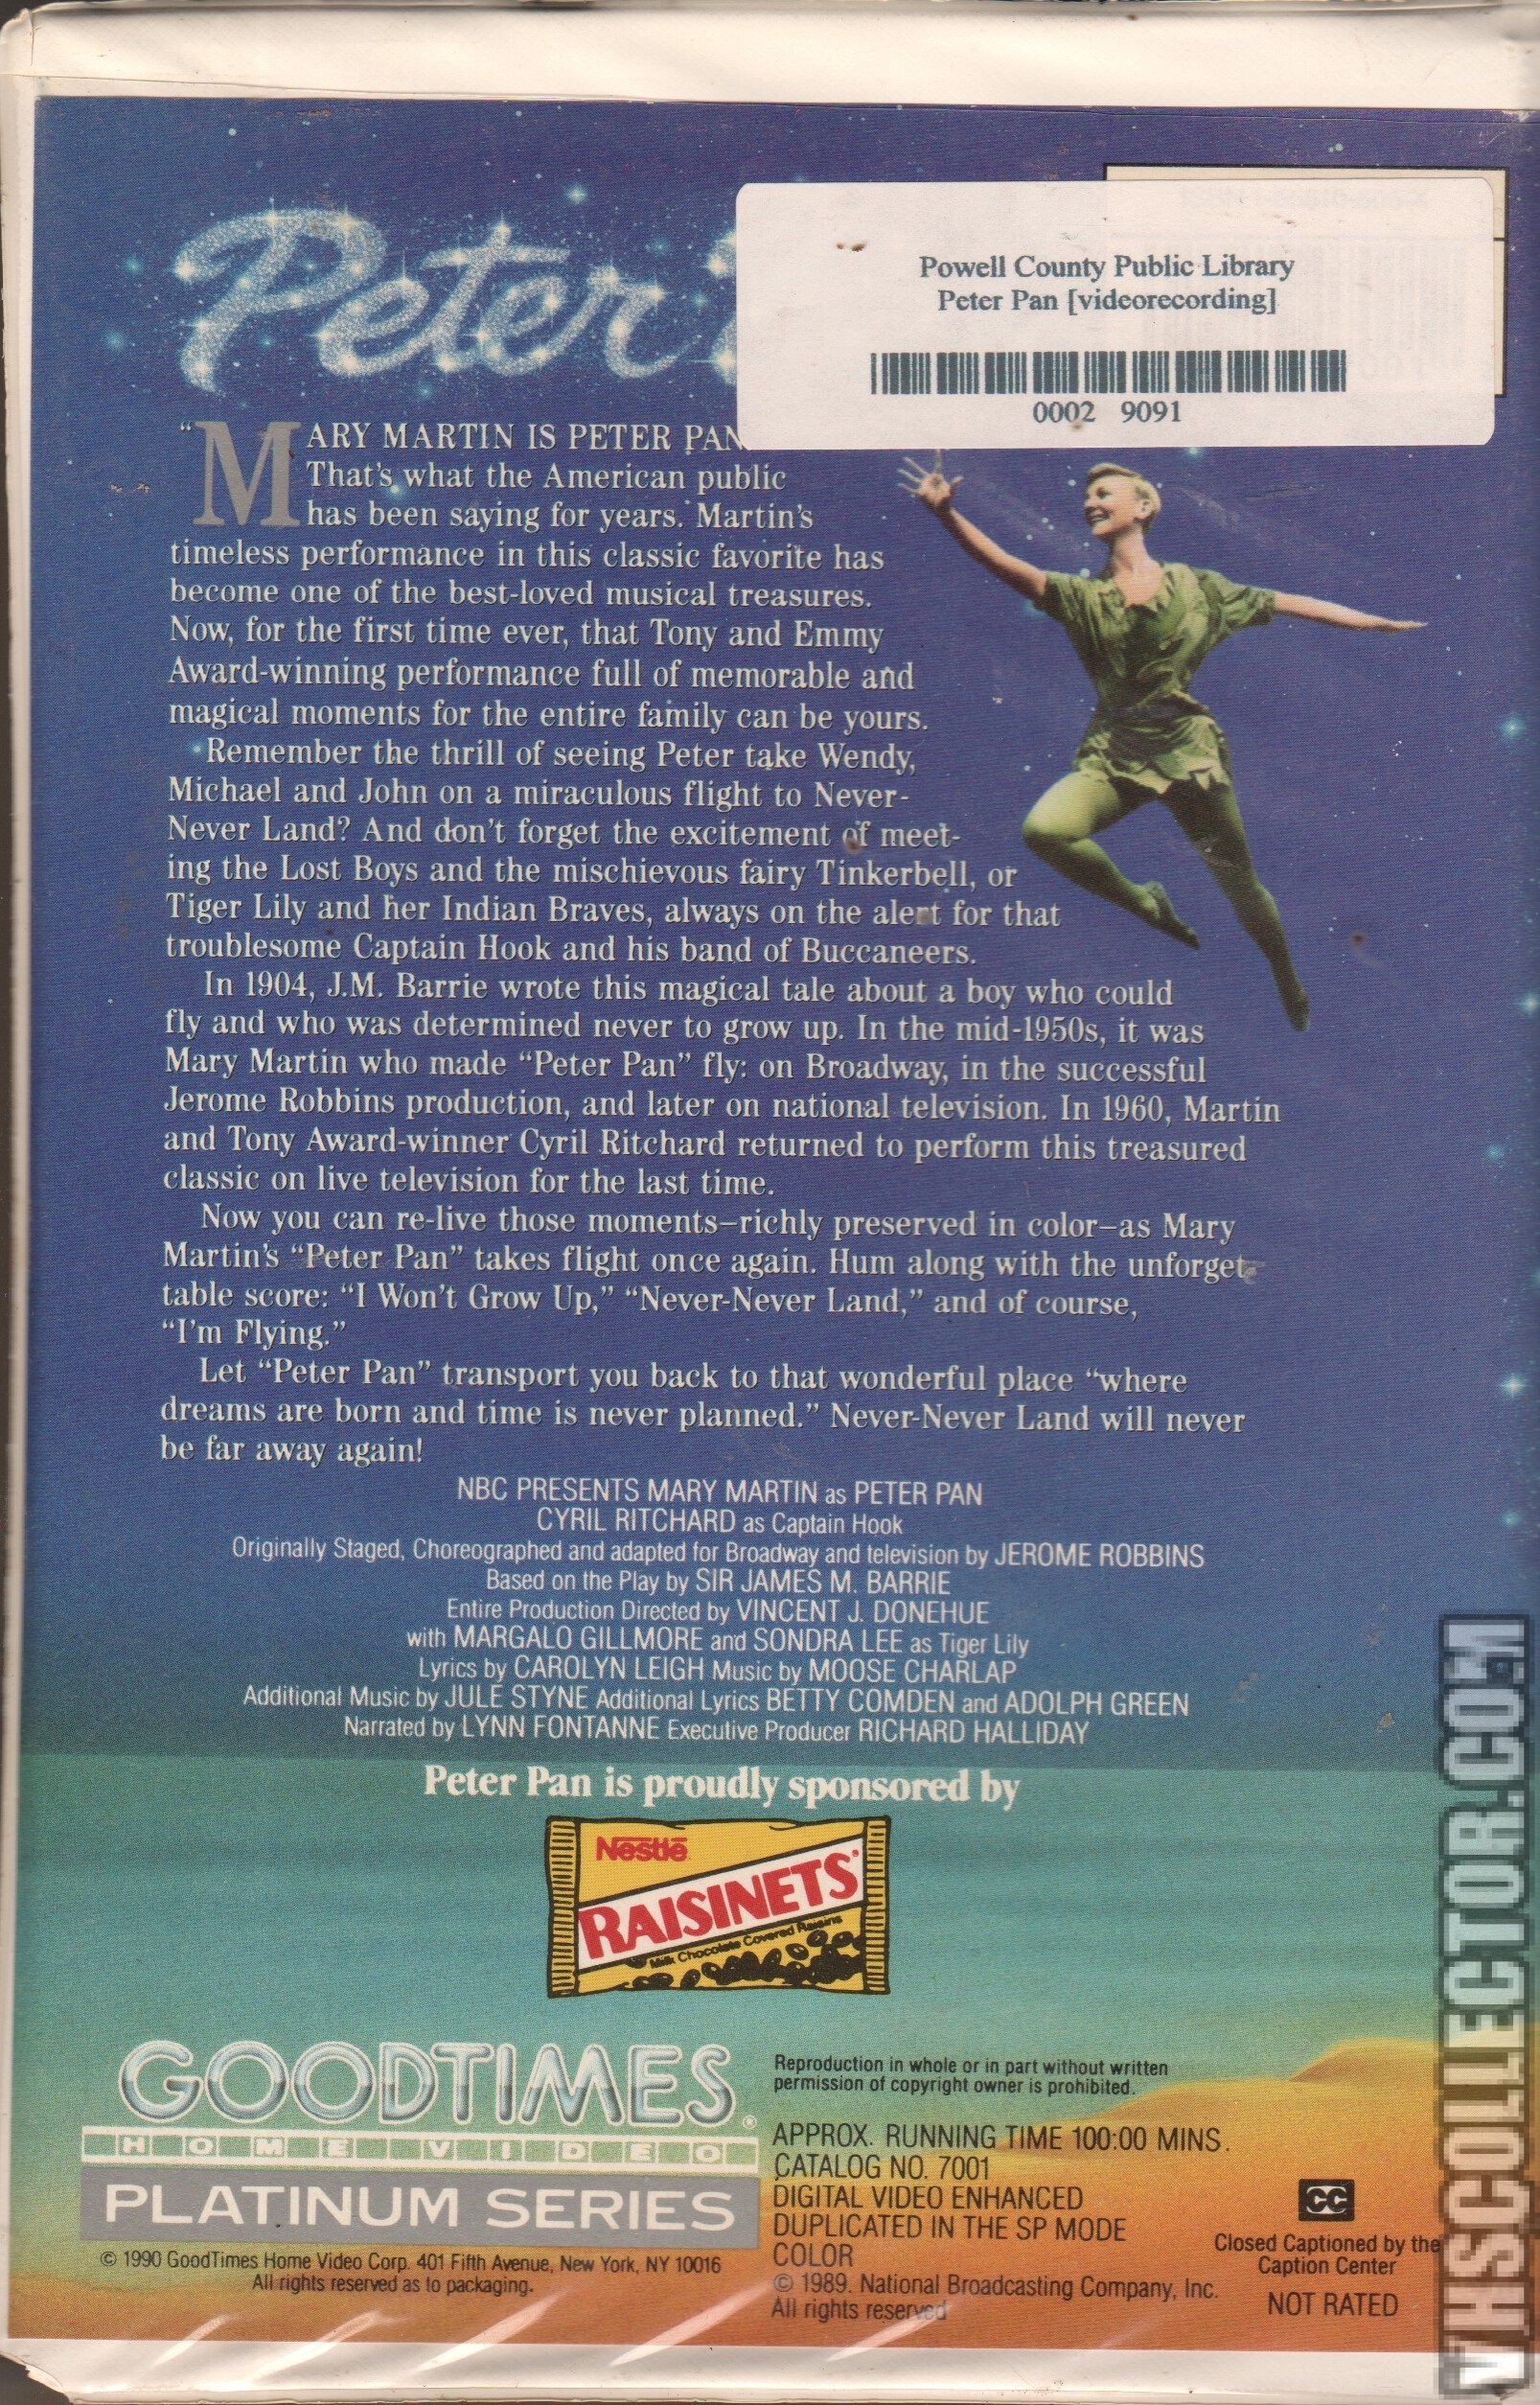 Peter
Powell County Public Library
Peter Pan [videorecording]
0002 9091
“MARY MARTIN IS PETER PAN
That's what the American public
has been saying for years. Martin's
timeless performance in this classic favorite has
become one of the best-loved musical treasures.
Now, for the first time ever, that Tony and Emmy
Award-winning performance full of memorable and
magical moments for the entire family can be yours.
Remember the thrill of seeing Peter take Wendy,
Michael and John on a miraculous flight to Never-
Never Land? And don't forget the excitement of meet-
ing the Lost Boys and the mischievous fairy Tinkerbell, or
Tiger Lily and her Indian Braves, always on the alert for that
troublesome Captain Hook and his band of Buccaneers.
In 1904, J.M. Barrie wrote this magical tale about a boy who could
fly and who was determined never to grow up. In the mid-1950s, it was
Mary Martin who made “Peter Pan” fly: on Broadway, in the successful
Jerome Robbins production, and later on national television. In 1960, Martin
and Tony Award-winner Cyril Ritchard returned to perform this treasured
classic on live television for the last time.
Now you can re-live those moments–richly preserved in color–as Mary
Martin's “Peter Pan” takes flight once again. Hum along with the unforget-
table score: “I Won't Grow Up,” “Never-Never Land,” and of course,
“I'm Flying.”
Let “Peter Pan” transport you back to that wonderful place “where
dreams are born and time is never planned.” Never-Never Land will never
be far away again!
NBC PRESENTS MARY MARTIN as PETER PAN
CYRIL RITCHARD as Captain Hook
Originally Staged, Choreographed and adapted for Broadway and television by JEROME ROBBINS
Based on the Play by SIR JAMES M. BARRIE
Entire Production Directed by VINCENT J. DONEHUE
with MARGALO GILLMORE and SONDRA LEE as Tiger Lily
Lyrics by CAROLYN LEIGH Music by MOOSE CHARLAP
Additional Music by JULE STYNE Additional Lyrics BETTY COMDEN and ADOLPH GREEN
Narrated by LYNN FONTANNE Executive Producer RICHARD HALLIDAY
Peter Pan is proudly sponsored by
Nestlē
RAISINETS®
Milk Chocolate Covered Raisins
GOODTIMES®
HOME VIDEO
PLATINUM SERIES
© 1990 GoodTimes Home Video Corp. 401 Fifth Avenue, New York, NY 10016
All rights reserved as to packaging.
Reproduction in whole or in part without written
permission of copyright owner is prohibited.
APPROX. RUNNING TIME 100:00 MINS.
CATALOG NO. 7001
DIGITAL VIDEO ENHANCED
DUPLICATED IN THE SP MODE
COLOR
© 1989. National Broadcasting Company, Inc.
All rights reserved
CC
Closed Captioned by the
Caption Center
NOT RATED
VHSCOLLECTOR.COM